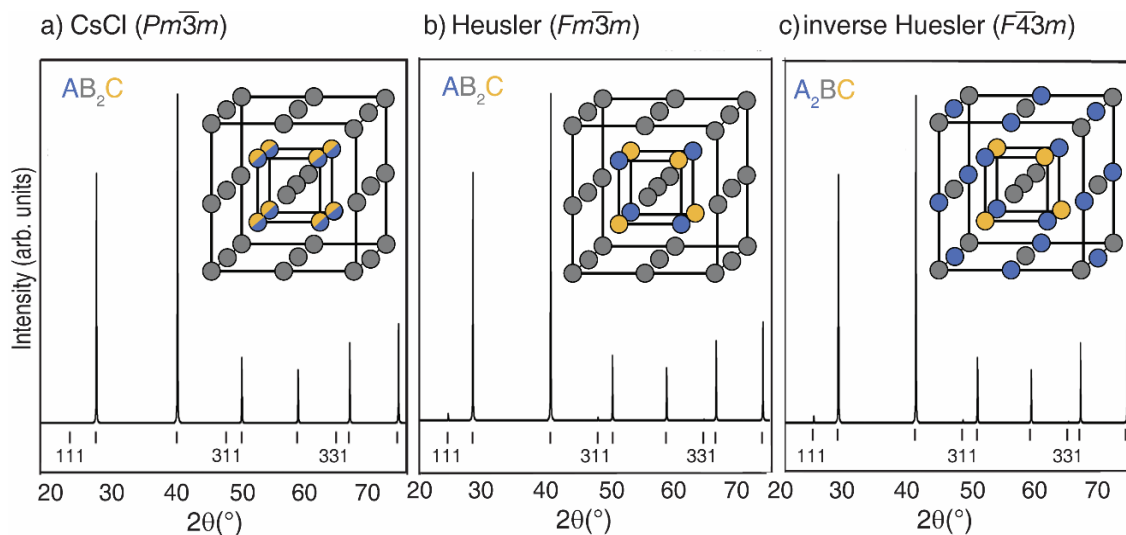 a) CsCl (Pm3̅m)
b) Heusler (Fm3̅m)
c) inverse Huesler (F4̅3m)
AB₂C
AB₂C
A₂BC
Intensity (arb. units)
111 311 331
111 311 331
111 311 331
20 30 40 50 60 70
20 30 40 50 60 70
20 30 40 50 60 70
2θ(°)
2θ(°)
2θ(°)